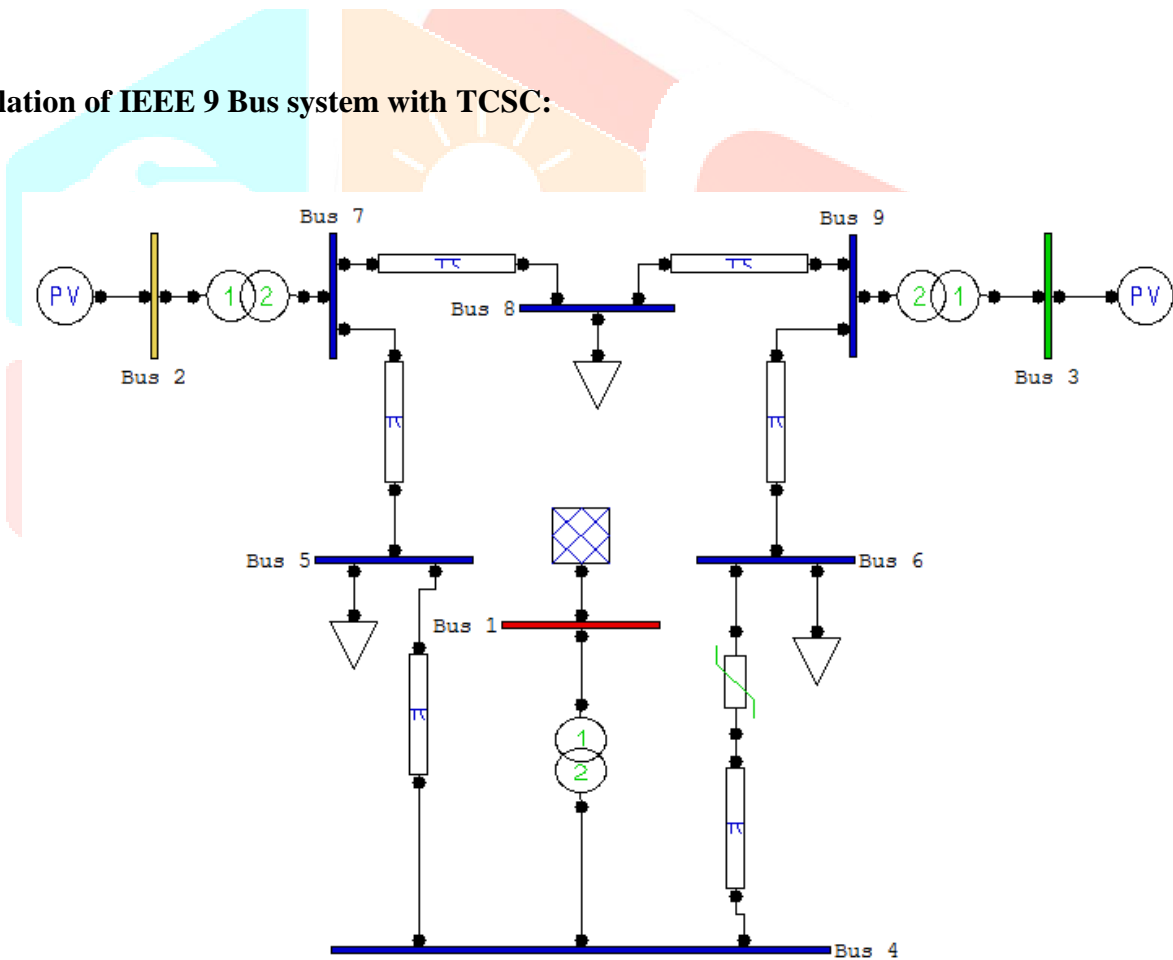 lation of IEEE 9 Bus system with TCSC:
Bus 7
Bus 9
PV
1 2
Bus 8
2 1
PV
Bus 2
Bus 3
π
π
π
π
Bus 5
Bus 6
Bus 1
π
1
2
π
Bus 4